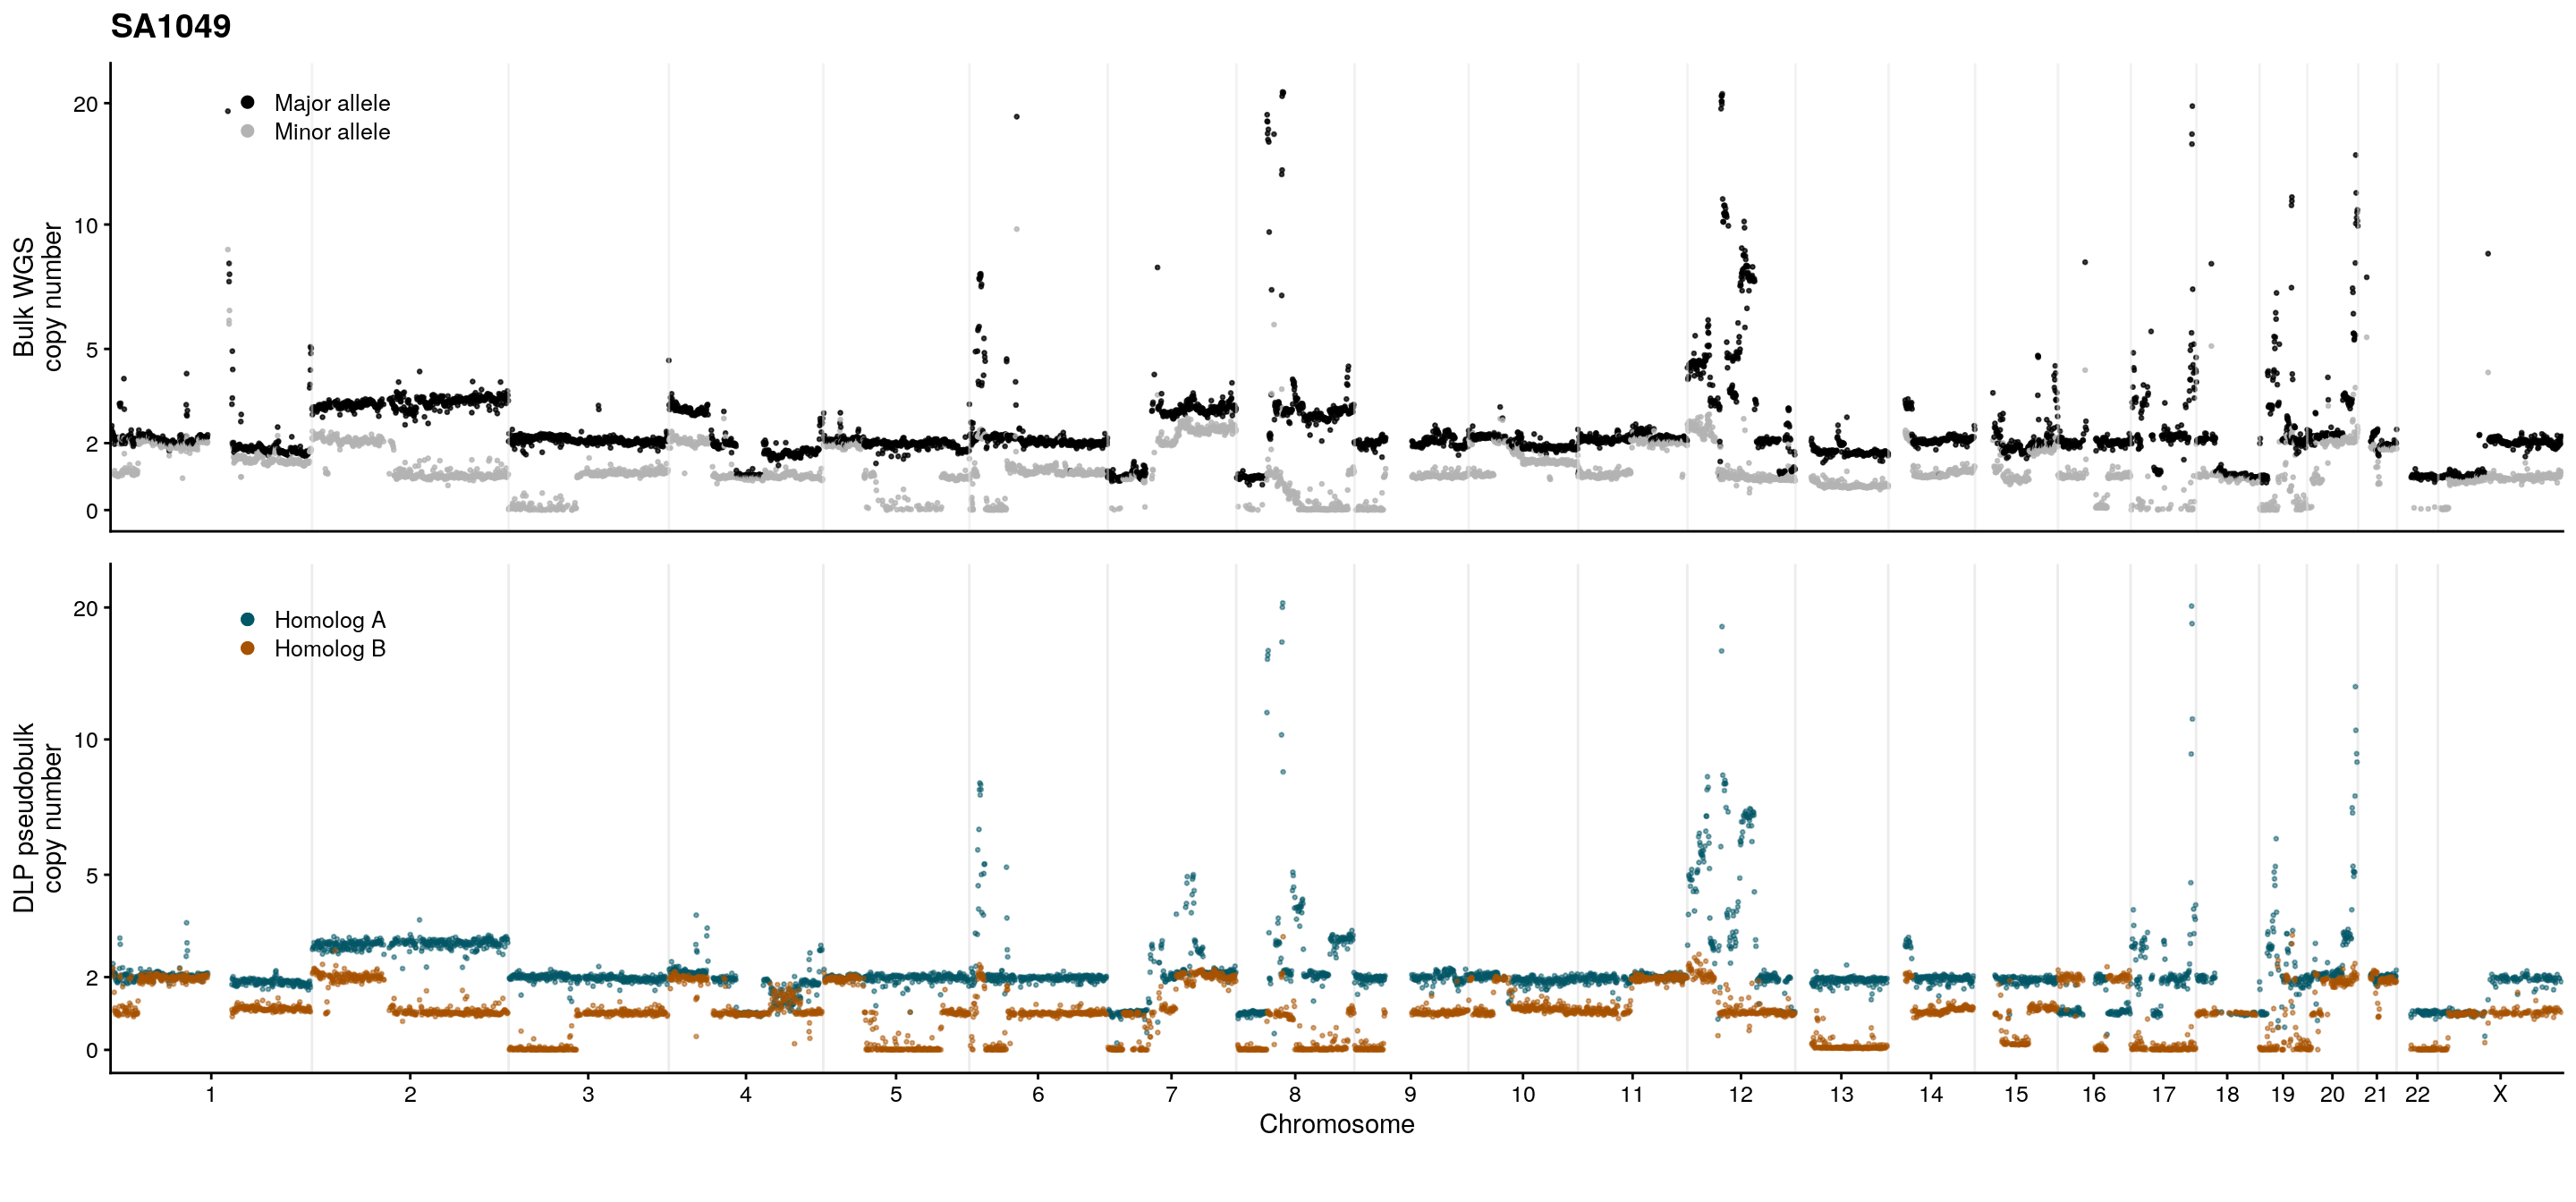 SA1049
Bulk WGS
copy number
20
10
5
2
0
Major allele
Minor allele
DLP pseudobulk
copy number
20
10
5
2
0
Homolog A
Homolog B
1 2 3 4 5 6 7 8 9 10 11 12 13 14 15 16 17 18 19 20 21 22 X
Chromosome